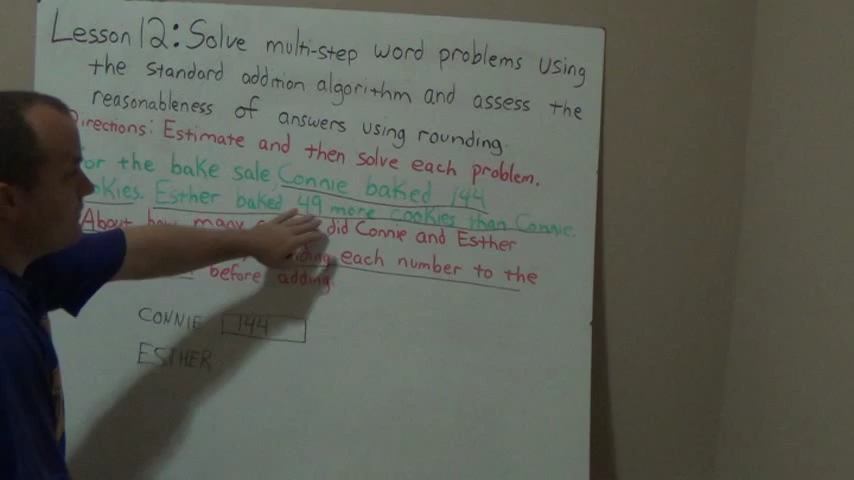 Lesson 12: Solve multi-step word problems using
the standard addition algorithm and assess the
reasonableness of answers using rounding.
Directions: Estimate and then solve each problem.
For the bake sale, Connie baked 144
cookies. Esther baked 49 more cookies than Connie.
About how many did Connie and Esther
each number to the
before adding.
CONNIE 144
ESTHER